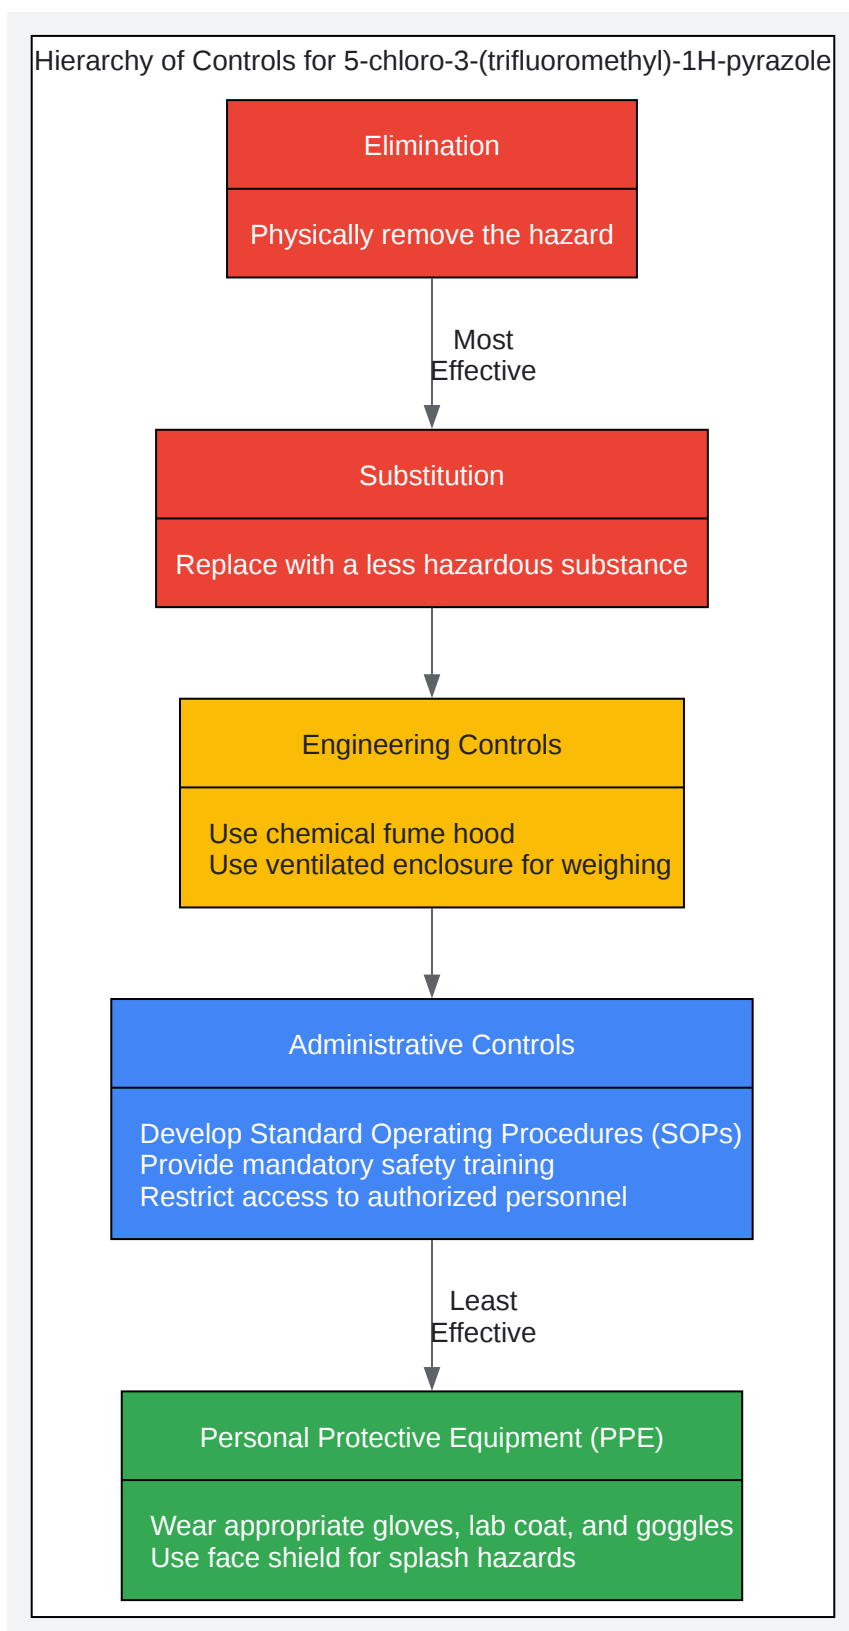 Hierarchy of Controls for 5-chloro-3-(trifluoromethyl)-1H-pyrazole
Elimination
Physically remove the hazard
Most
Effective
Substitution
Replace with a less hazardous substance
Engineering Controls
Use chemical fume hood
Use ventilated enclosure for weighing
Administrative Controls
Develop Standard Operating Procedures (SOPs)
Provide mandatory safety training
Restrict access to authorized personnel
Least
Effective
Personal Protective Equipment (PPE)
Wear appropriate gloves, lab coat, and goggles
Use face shield for splash hazards